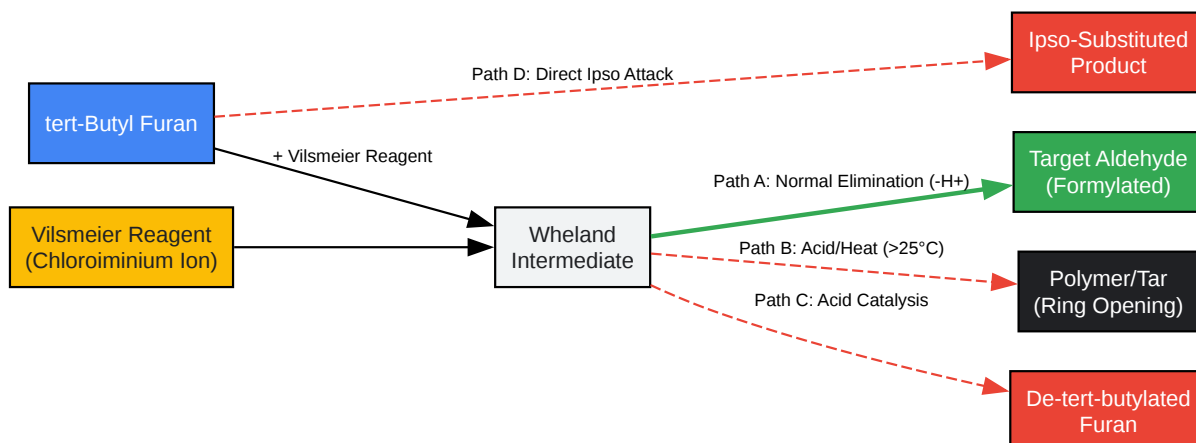 Ipso-Substituted
Product
Path D: Direct Ipso Attack
tert-Butyl Furan
+ Vilsmeier Reagent
Target Aldehyde
(Formylated)
Path A: Normal Elimination (-H+)
Vilsmeier Reagent
(Chloroiminium Ion)
Wheland
Intermediate
Path B: Acid/Heat (>25°C)
Polymer/Tar
(Ring Opening)
Path C: Acid Catalysis
De-tert-butylated
Furan